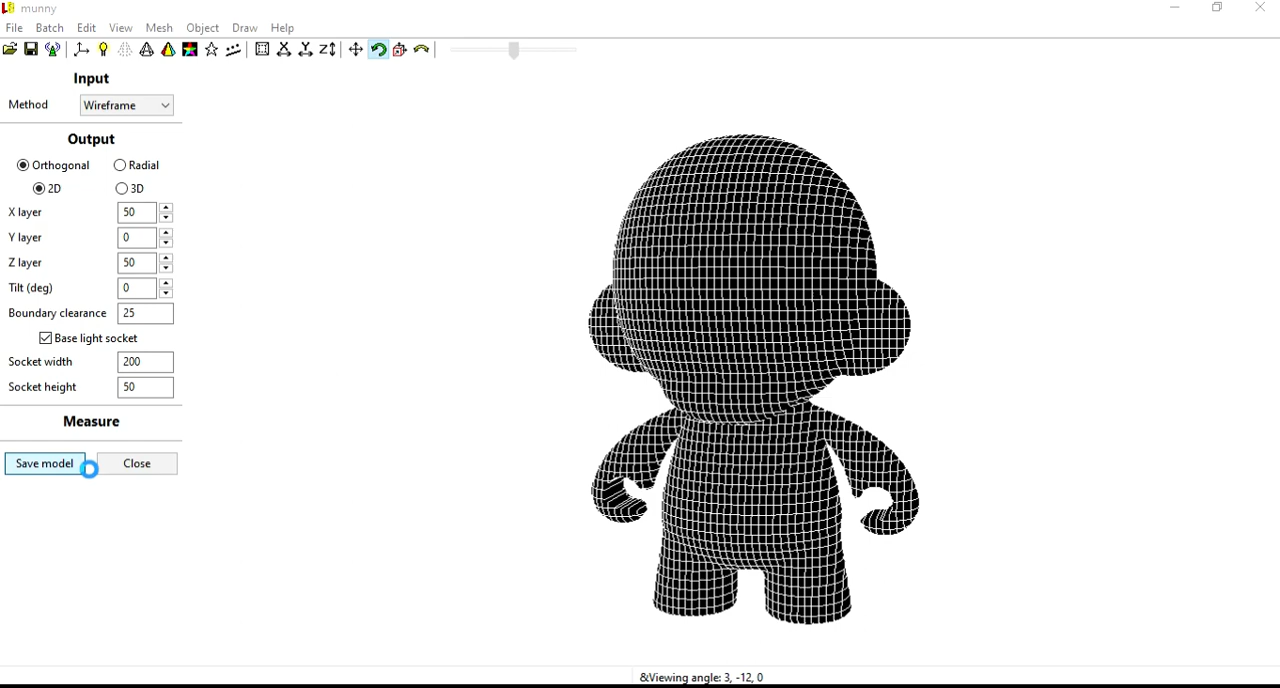 munny
File Batch Edit View Mesh Object Draw Help
Input
Method Wireframe
Output
Orthogonal Radial
2D 3D
X layer 50
Y layer 0
Z layer 50
Tilt (deg) 0
Boundary clearance 25
Base light socket
Socket width 200
Socket height 50
Measure
Save model Close
&Viewing angle: 3, -12, 0